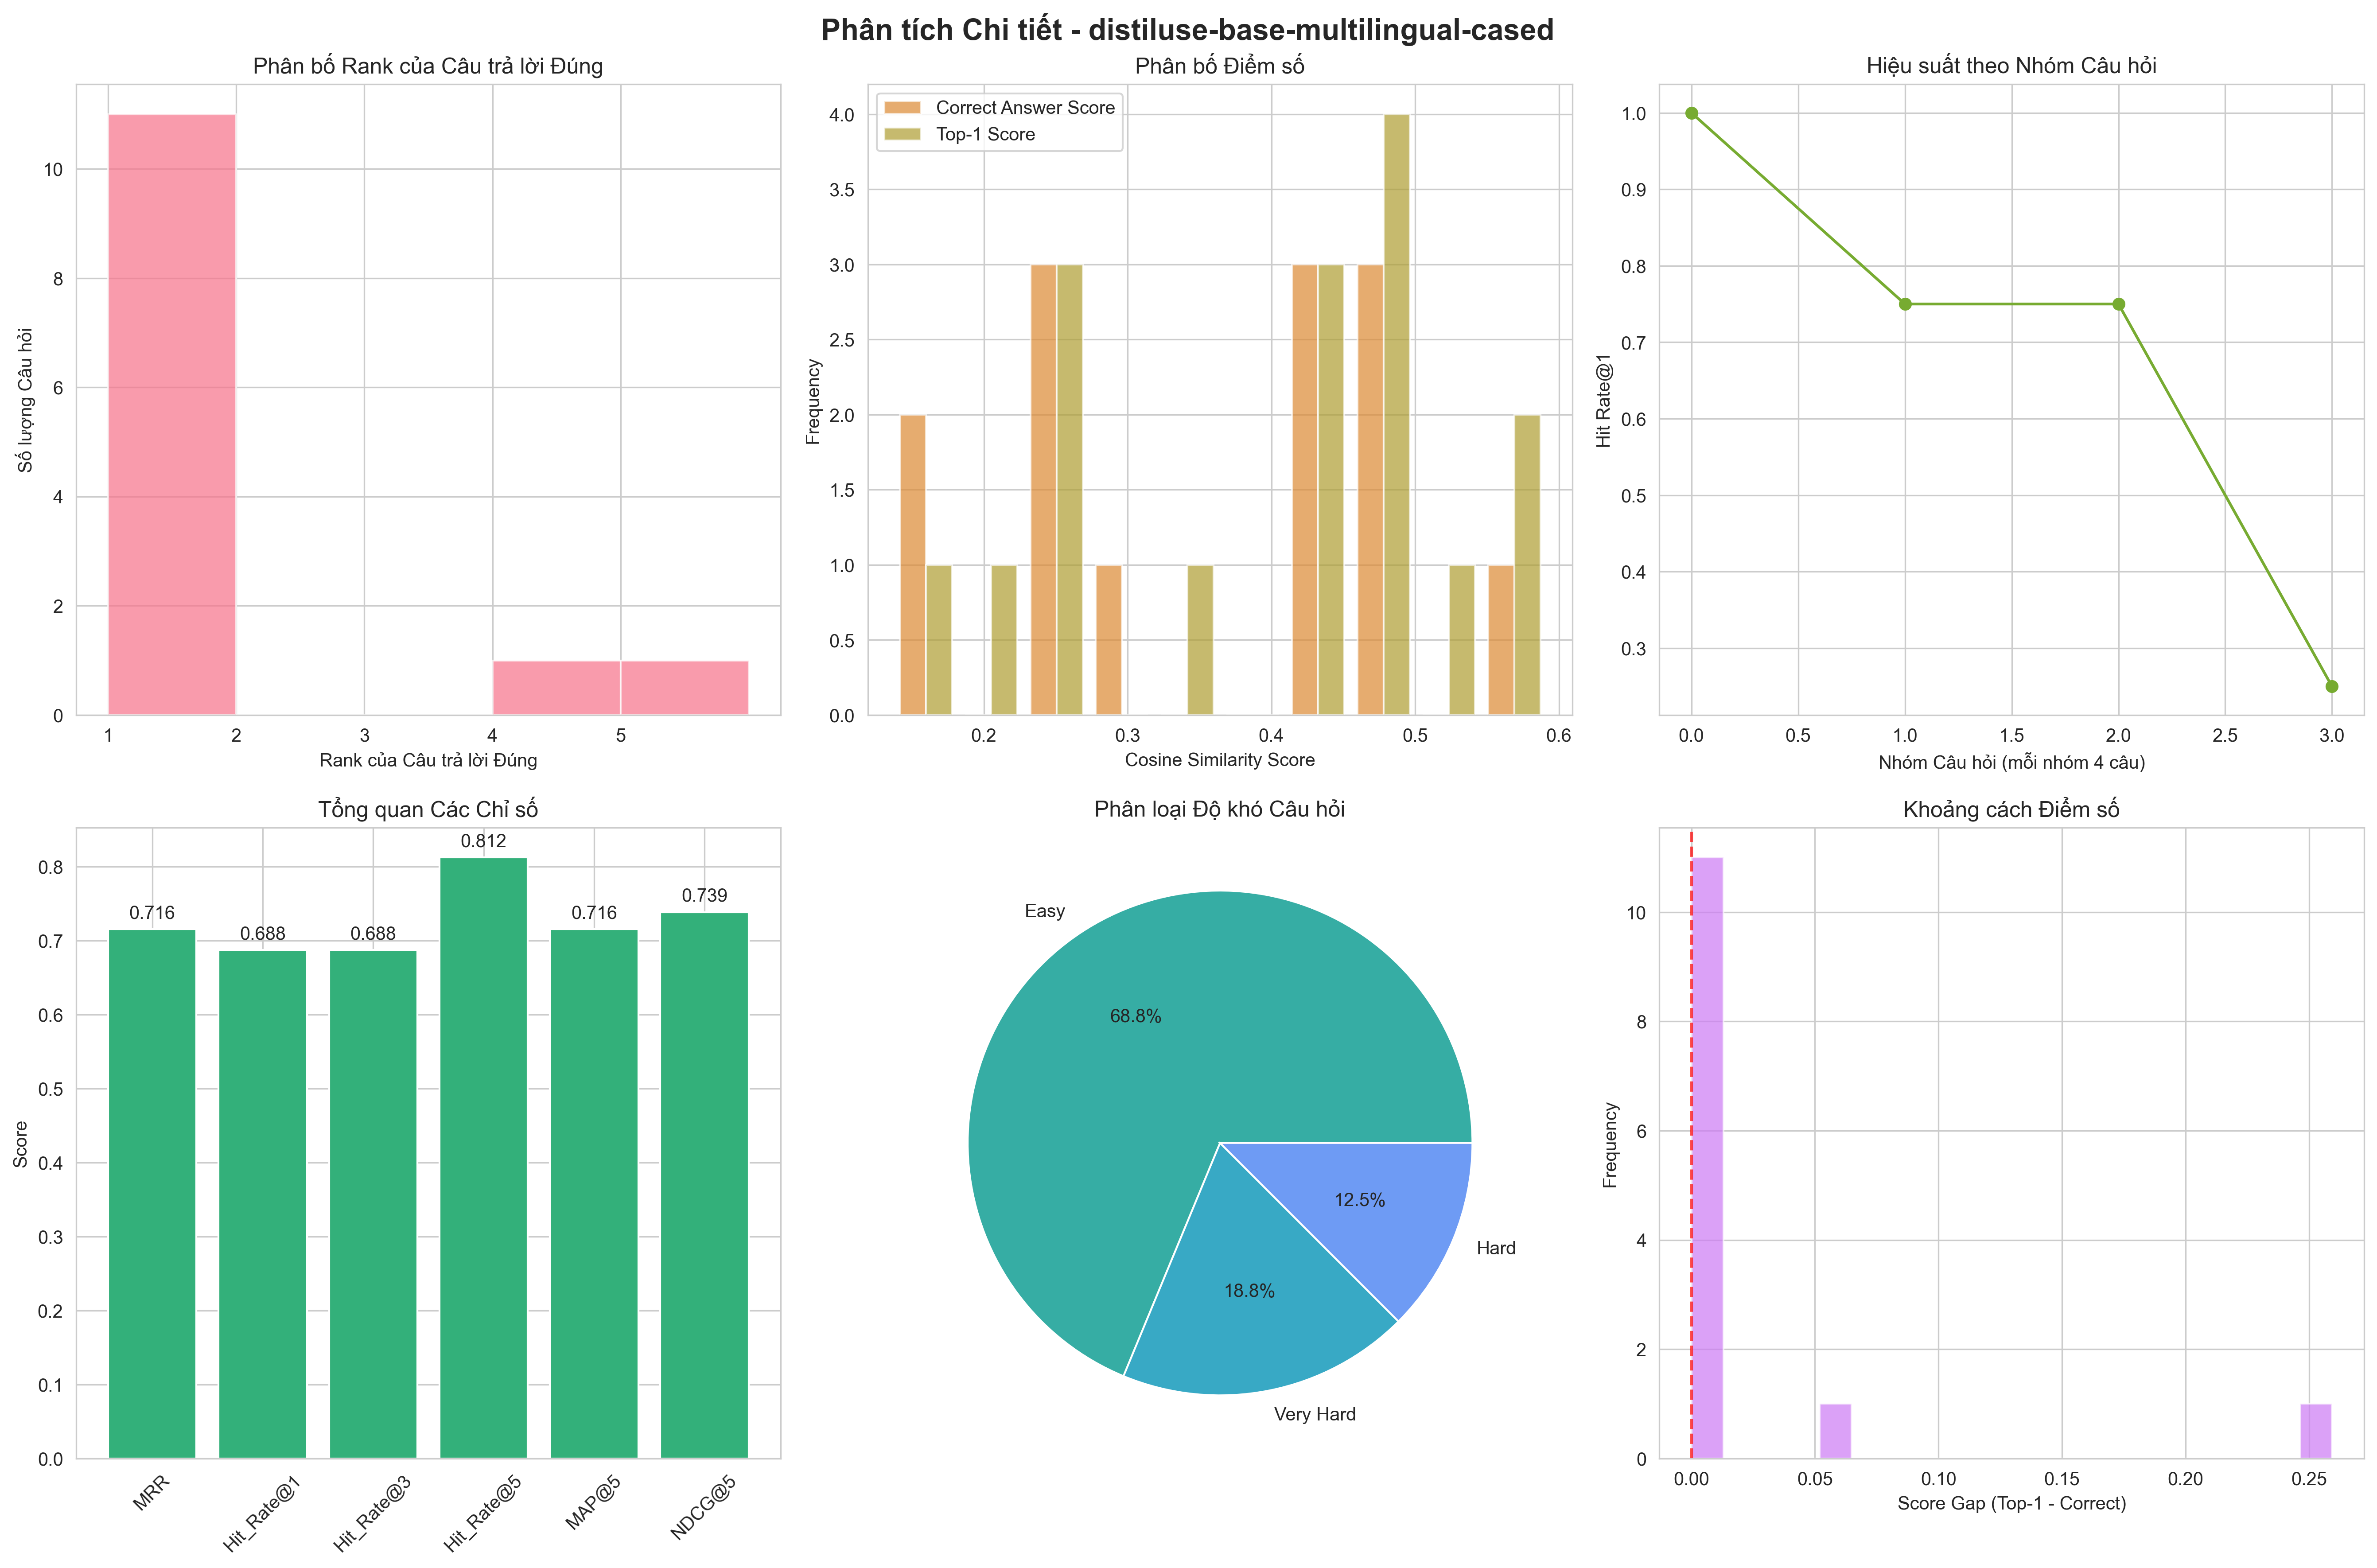 Phân tích Chi tiết - distiluse-base-multilingual-cased
Phân bố Rank của Câu trả lời Đúng
Số lượng Câu hỏi
10
8
6
4
2
0
1 2 3 4 5
Rank của Câu trả lời Đúng
Phân bố Điểm số
Correct Answer Score
Top-1 Score
Frequency
4.0
3.5
3.0
2.5
2.0
1.5
1.0
0.5
0.0
0.2 0.3 0.4 0.5 0.6
Cosine Similarity Score
Hiệu suất theo Nhóm Câu hỏi
Hit Rate@1
1.0
0.9
0.8
0.7
0.6
0.5
0.4
0.3
0.0 0.5 1.0 1.5 2.0 2.5 3.0
Nhóm Câu hỏi (mỗi nhóm 4 câu)
Tổng quan Các Chỉ số
Score
0.8
0.7
0.6
0.5
0.4
0.3
0.2
0.1
0.0
0.716 0.688 0.688 0.812 0.716 0.739
MRR Hit_Rate@1 Hit_Rate@3 Hit_Rate@5 MAP@5 NDCG@5
Phân loại Độ khó Câu hỏi
Easy
68.8%
12.5%
Hard
18.8%
Very Hard
Khoảng cách Điểm số
Frequency
10
8
6
4
2
0
0.00 0.05 0.10 0.15 0.20 0.25
Score Gap (Top-1 - Correct)